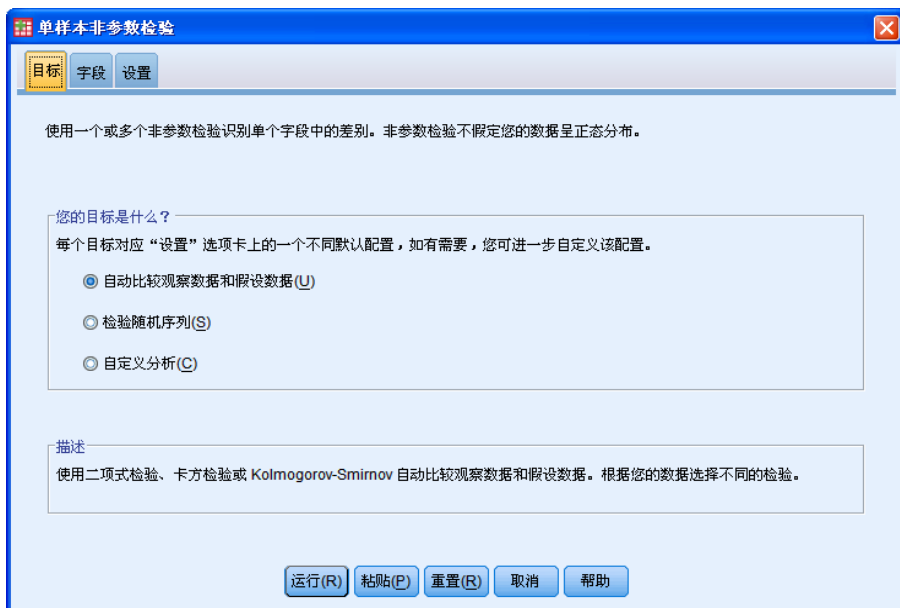 单样本非参数检验
目标 字段 设置
使用一个或多个非参数检验识别单个字段中的差别。非参数检验不假定您的数据呈正态分布。
您的目标是什么？
每个目标对应“设置”选项卡上的一个不同默认配置，如有需要，您可进一步自定义该配置。
自动比较观察数据和假设数据(U)
检验随机序列(S)
自定义分析(C)
描述
使用二项式检验、卡方检验或 Kolmogorov-Smirnov 自动比较观察数据和假设数据。根据您的数据选择不同的检验。
运行(R) 粘贴(P) 重置(R) 取消 帮助